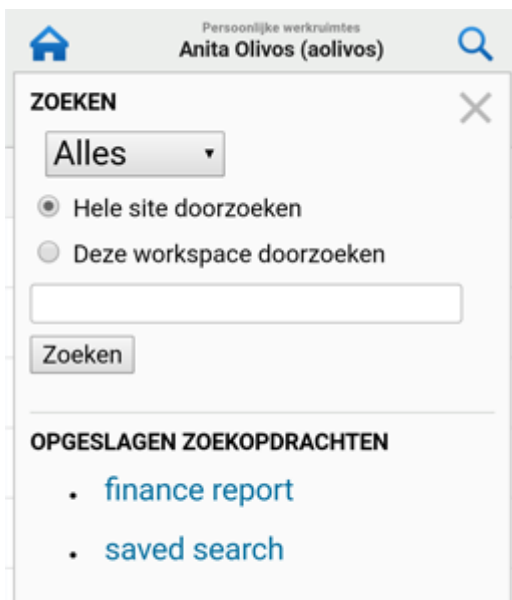 Persoonlijke werkruimtes
Anita Olivos (aolivos)
ZOEKEN
Alles
Hele site doorzoeken
Deze workspace doorzoeken
Zoeken
OPGESLAGEN ZOEKOPDRACHTEN
finance report
saved search